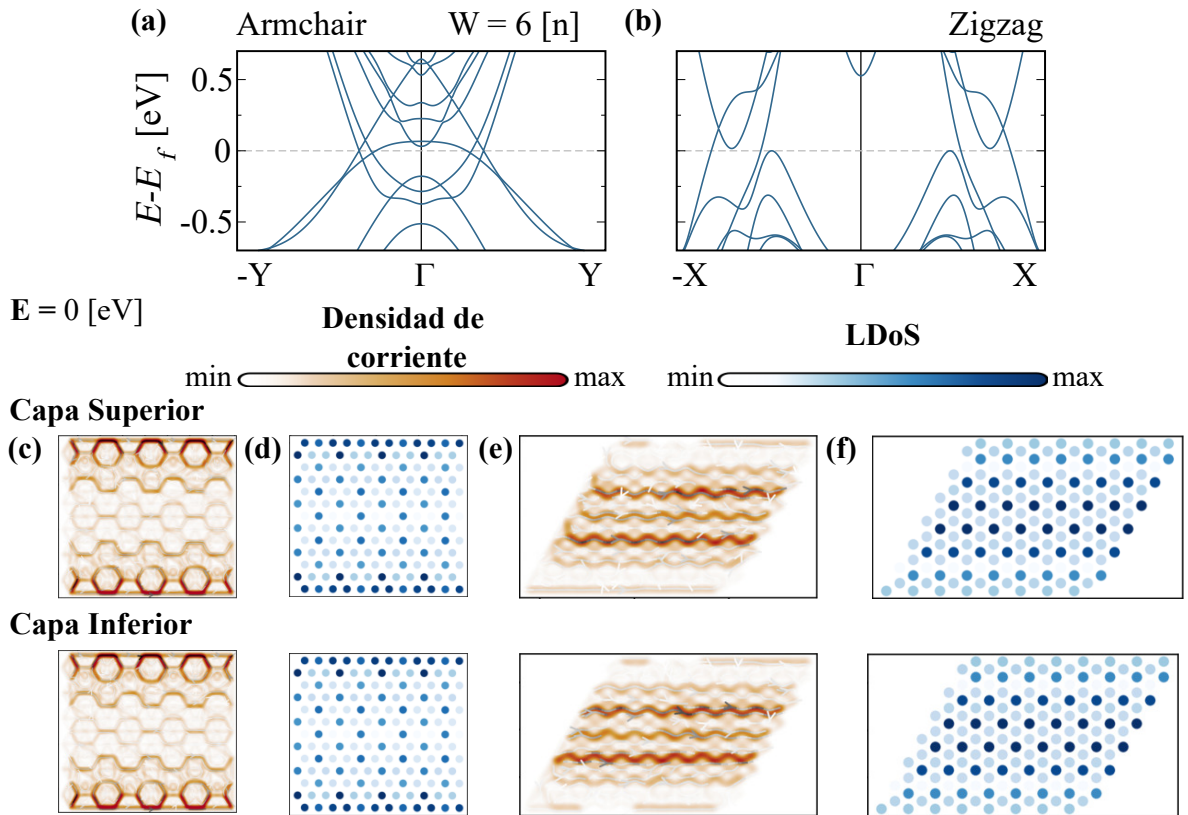 (a) Armchair W = 6 [n] (b) Zigzag
E-E_f [eV]
0.5
0
-0.5
-Y Γ Y -X Γ X
E = 0 [eV]
Densidad de
corriente
min max
LDoS
min max
Capa Superior
(c) (d) (e) (f)
Capa Inferior